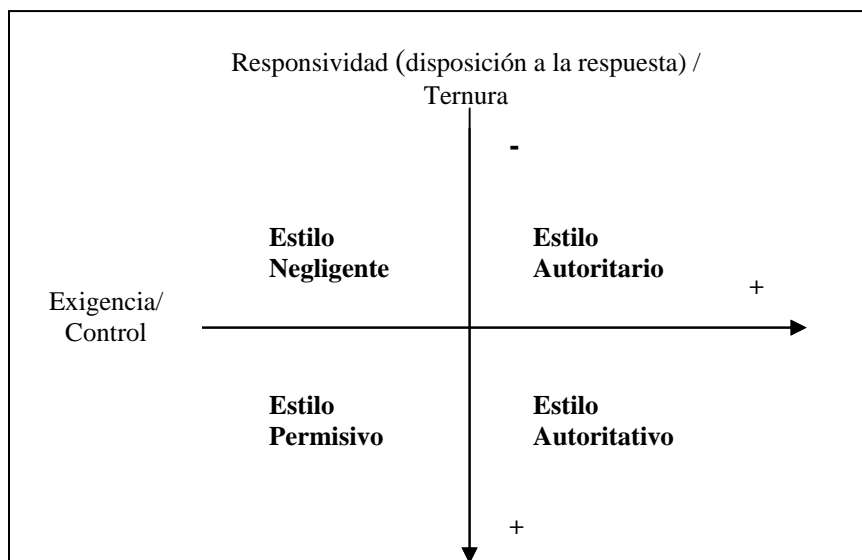 Responsividad (disposición a la respuesta) /
Ternura
-
Estilo
Negligente
Estilo
Autoritario
+
Exigencia/
Control
Estilo
Permisivo
Estilo
Autoritativo
+